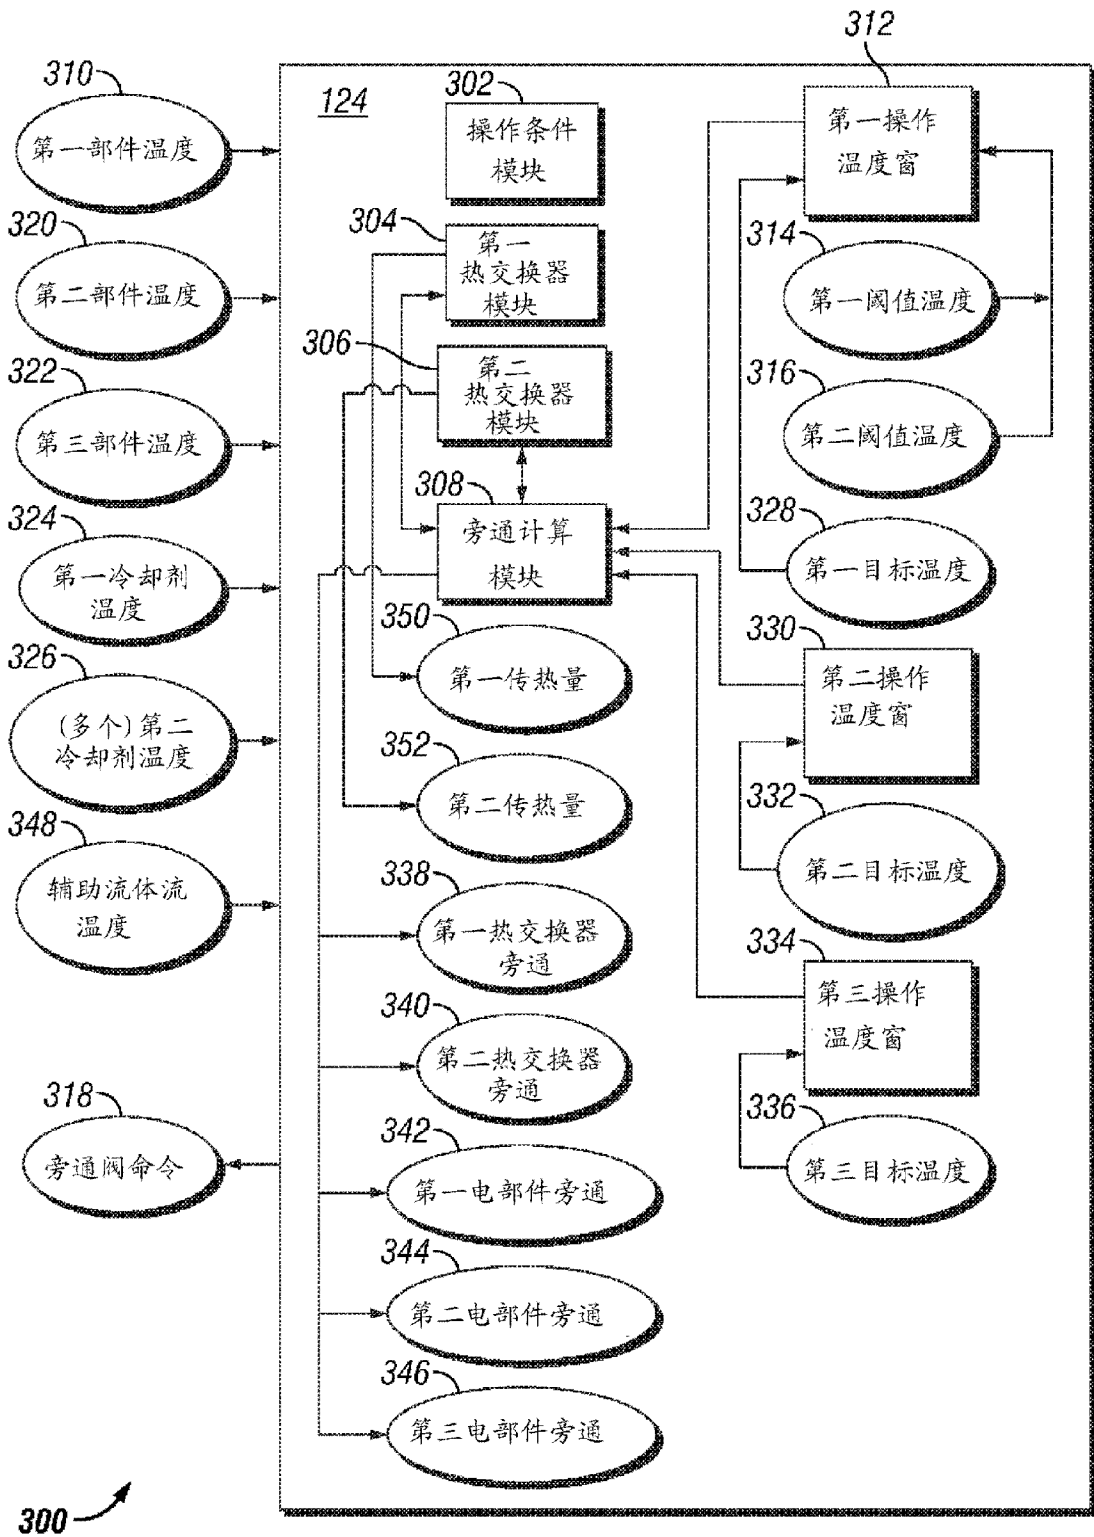 310
第一部件温度
320
第二部件温度
322
第三部件温度
324
第一冷却剂
温度
326
(多个)第二
冷却剂温度
348
辅助流体流
温度
318
旁通阀命令
300
124
302
操作条件
模块
304
第一
热交换器
模块
306
第二
热交换器
模块
308
旁通计算
模块
350
第一传热量
352
第二传热量
338
第一热交换器
旁通
340
第二热交换器
旁通
342
第一电部件旁通
344
第二电部件旁通
346
第三电部件旁通
312
第一操作
温度窗
314
第一阈值温度
316
第二阈值温度
328
第一目标温度
330
第二操作
温度窗
332
第二目标温度
334
第三操作
温度窗
336
第三目标温度